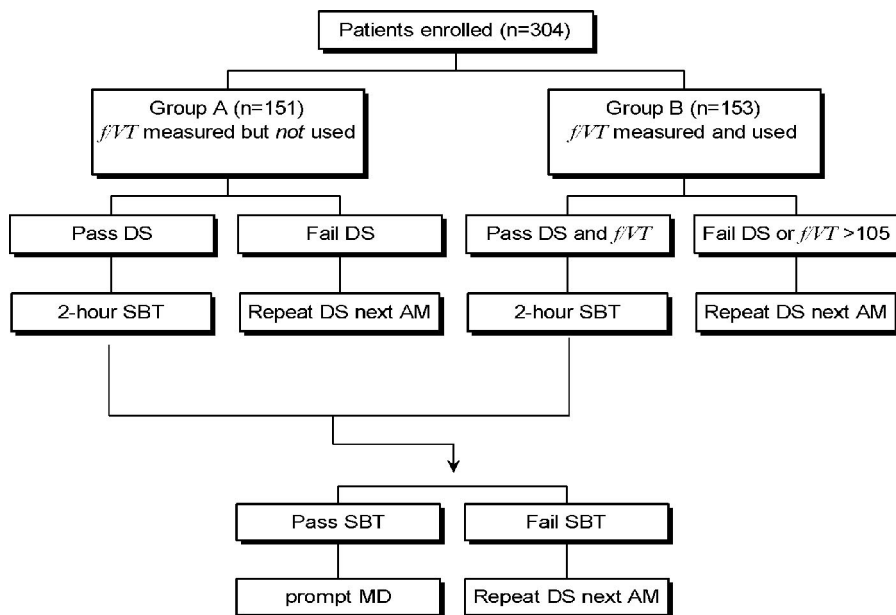 Patients enrolled (n=304)
Group A (n=151)
f/VT measured but not used
Group B (n=153)
f/VT measured and used
Pass DS
Fail DS
Pass DS and f/VT
Fail DS or f/VT >105
2-hour SBT
Repeat DS next AM
2-hour SBT
Repeat DS next AM
Pass SBT
Fail SBT
prompt MD
Repeat DS next AM